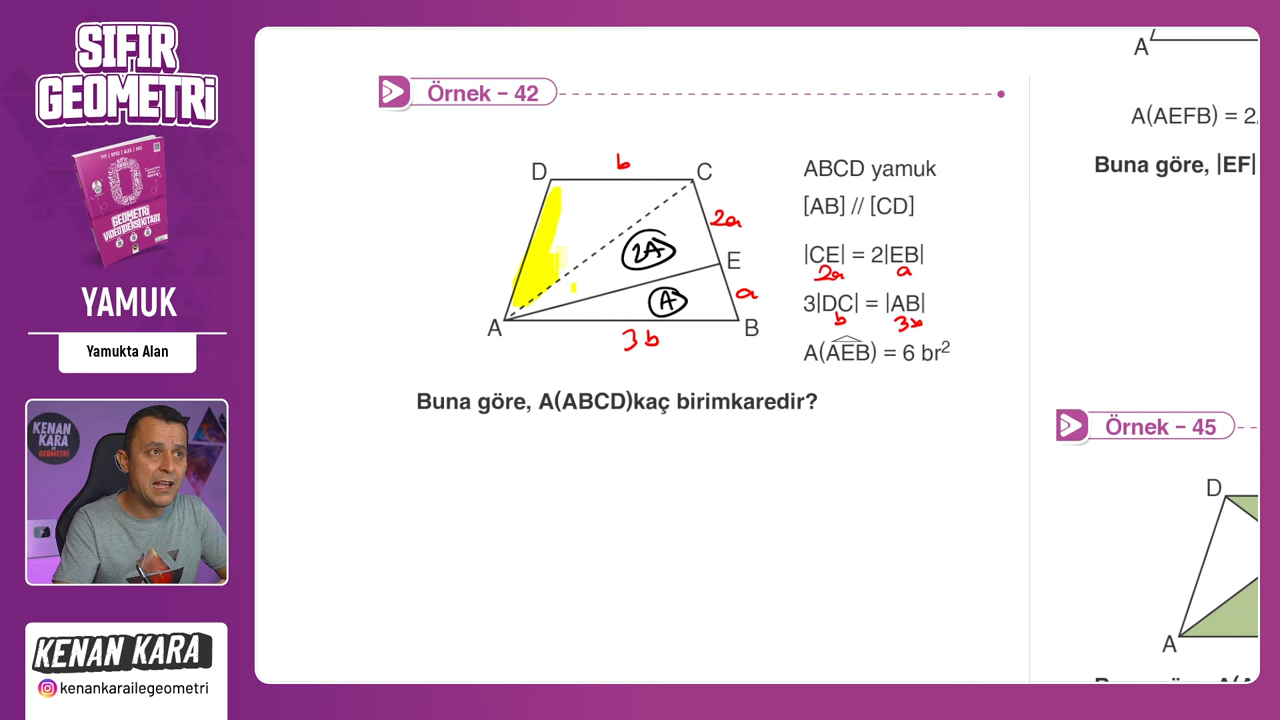 SIFIR
GEOMETRİ
GEOMETRİ
VİDEO DERS KİTABI
YAMUK
Yamukta Alan
KENAN
KARA
GEOMETRİ
KENAN KARA
kenankarailegeometri
Örnek – 42
D
b
C
2a
2A
E
A
a
A
3b
B
ABCD yamuk
[AB] // [CD]
|CE| = 2|EB|
2a a
3|DC| = |AB|
b 3b
A(AEB) = 6 br²
Buna göre, A(ABCD)kaç birimkaredir?
A
A(AEFB) = 2
Buna göre, |EF|
Örnek – 45
D
A